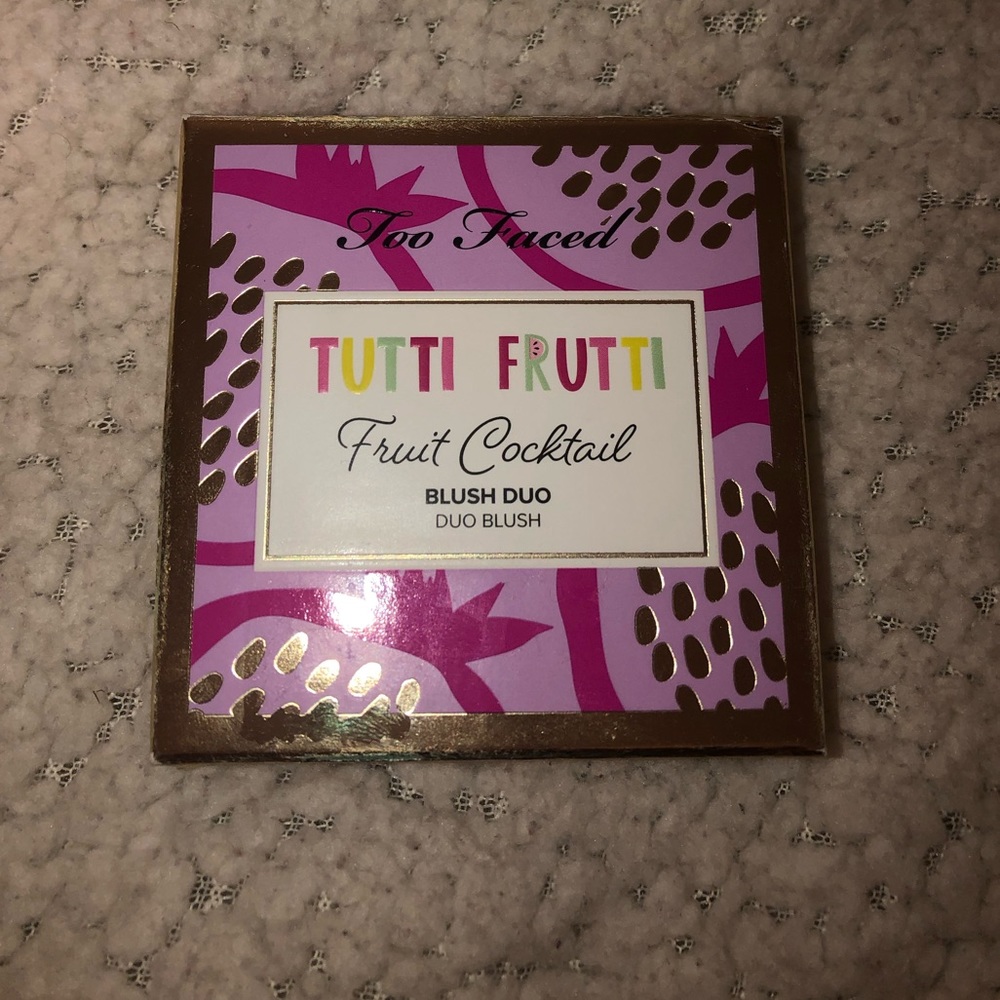 Too Faced
TUTTI FRUTTI
Fruit Cocktail
BLUSH DUO
DUO BLUSH